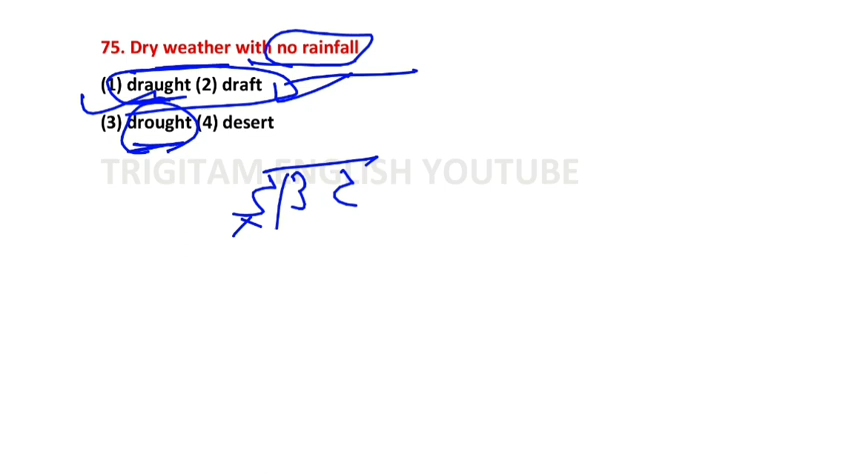 75. Dry weather with no rainfall
(1) draught (2) draft
(3) drought (4) desert
TRIGITAM ENGLISH YOUTUBE